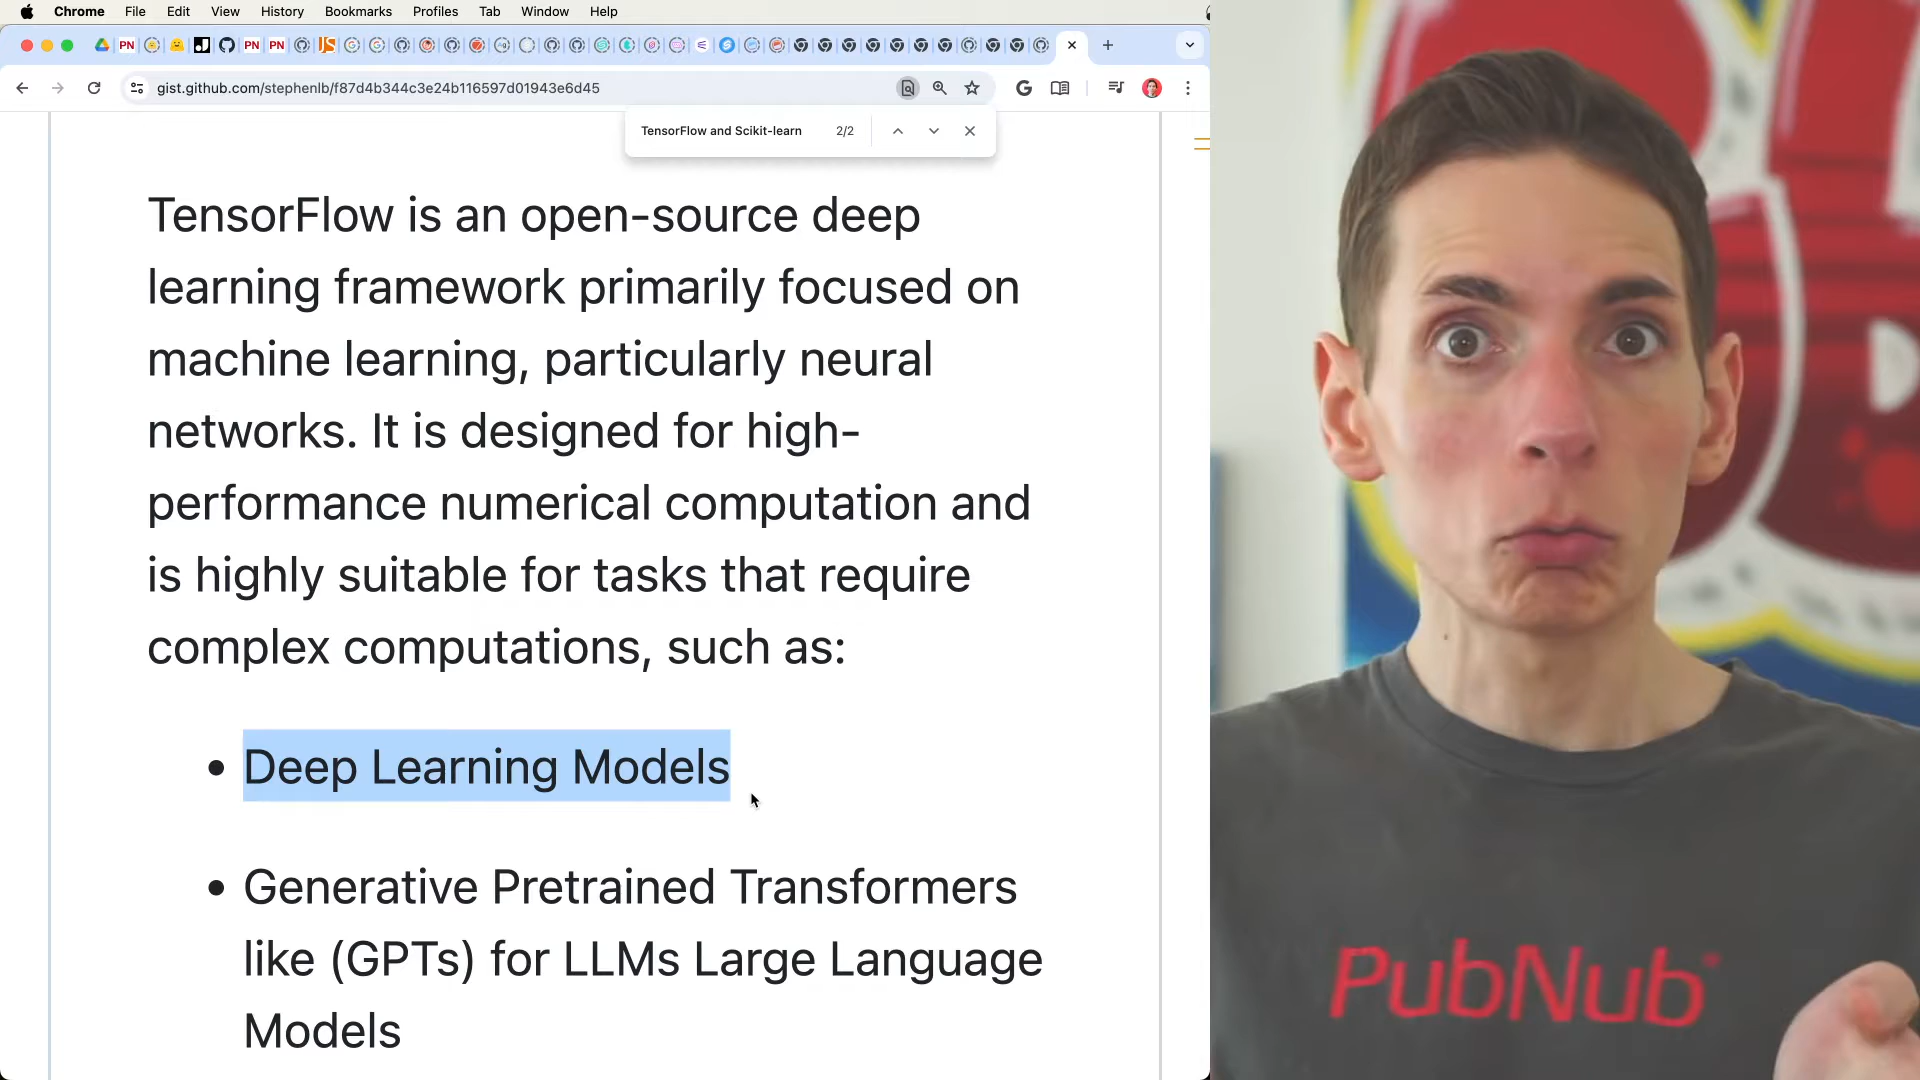 Chrome File Edit View History Bookmarks Profiles Tab Window Help
gist.github.com/stephenlb/f87d4b344c3e24b116597d01943e6d45
TensorFlow and Scikit-learn 2/2
TensorFlow is an open-source deep
learning framework primarily focused on
machine learning, particularly neural
networks. It is designed for high-
performance numerical computation and
is highly suitable for tasks that require
complex computations, such as:
• Deep Learning Models
• Generative Pretrained Transformers
like (GPTs) for LLMs Large Language
Models
PubNub